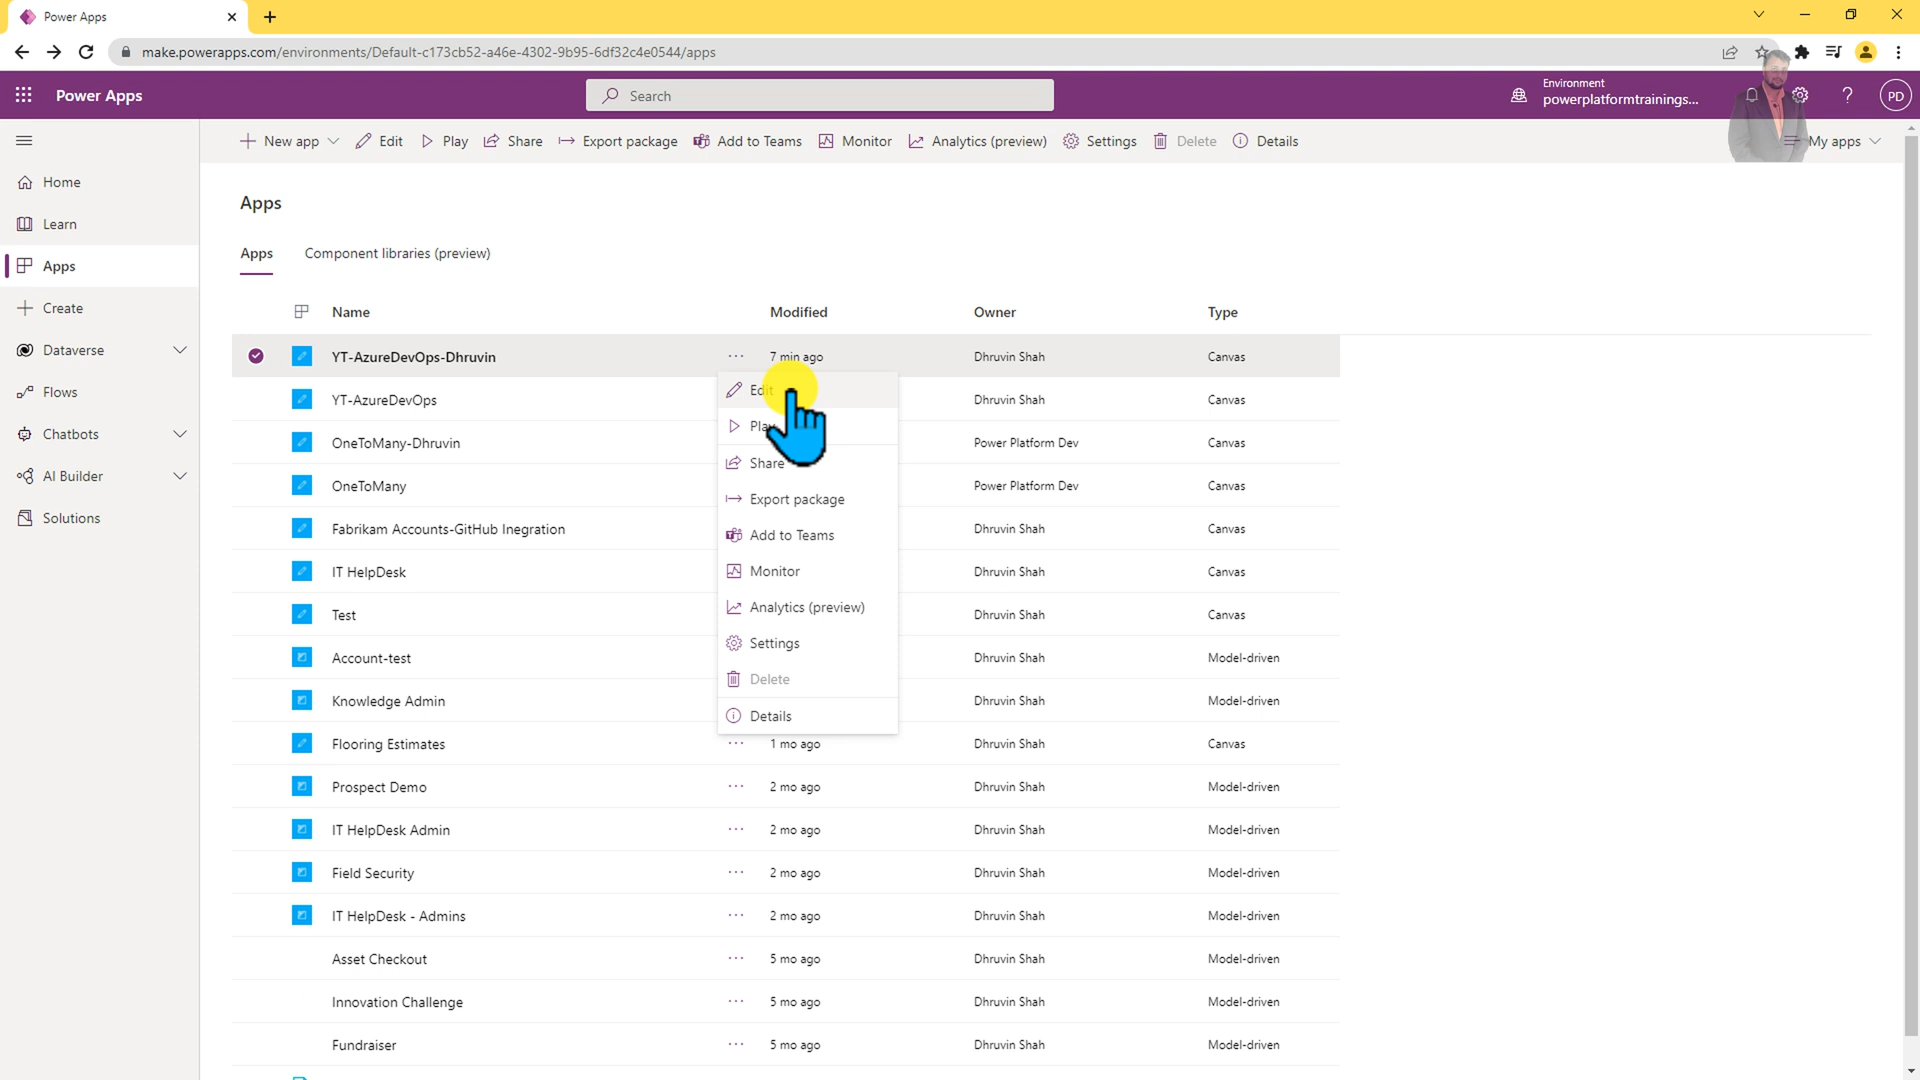 Power Apps
make.powerapps.com/environments/Default-c173cb52-a46e-4302-9b95-6df32c4e0544/apps
Power Apps
Search
Environment
powerplatformtrainings...
PD
New app
Edit
Play
Share
Export package
Add to Teams
Monitor
Analytics (preview)
Settings
Delete
Details
My apps
Home
Learn
Apps
Create
Dataverse
Flows
Chatbots
AI Builder
Solutions
Apps
Apps
Component libraries (preview)
Name Modified Owner Type
YT-AzureDevOps-Dhruvin ... 7 min ago Dhruvin Shah Canvas
YT-AzureDevOps Dhruvin Shah Canvas
OneToMany-Dhruvin Power Platform Dev Canvas
OneToMany Power Platform Dev Canvas
Fabrikam Accounts-GitHub Inegration Dhruvin Shah Canvas
IT HelpDesk Dhruvin Shah Canvas
Test Dhruvin Shah Canvas
Account-test Dhruvin Shah Model-driven
Knowledge Admin Dhruvin Shah Model-driven
Flooring Estimates ... 1 mo ago Dhruvin Shah Canvas
Prospect Demo ... 2 mo ago Dhruvin Shah Model-driven
IT HelpDesk Admin ... 2 mo ago Dhruvin Shah Model-driven
Field Security ... 2 mo ago Dhruvin Shah Model-driven
IT HelpDesk - Admins ... 2 mo ago Dhruvin Shah Model-driven
Asset Checkout ... 5 mo ago Dhruvin Shah Model-driven
Innovation Challenge ... 5 mo ago Dhruvin Shah Model-driven
Fundraiser ... 5 mo ago Dhruvin Shah Model-driven
Edit
Play
Share
Export package
Add to Teams
Monitor
Analytics (preview)
Settings
Delete
Details